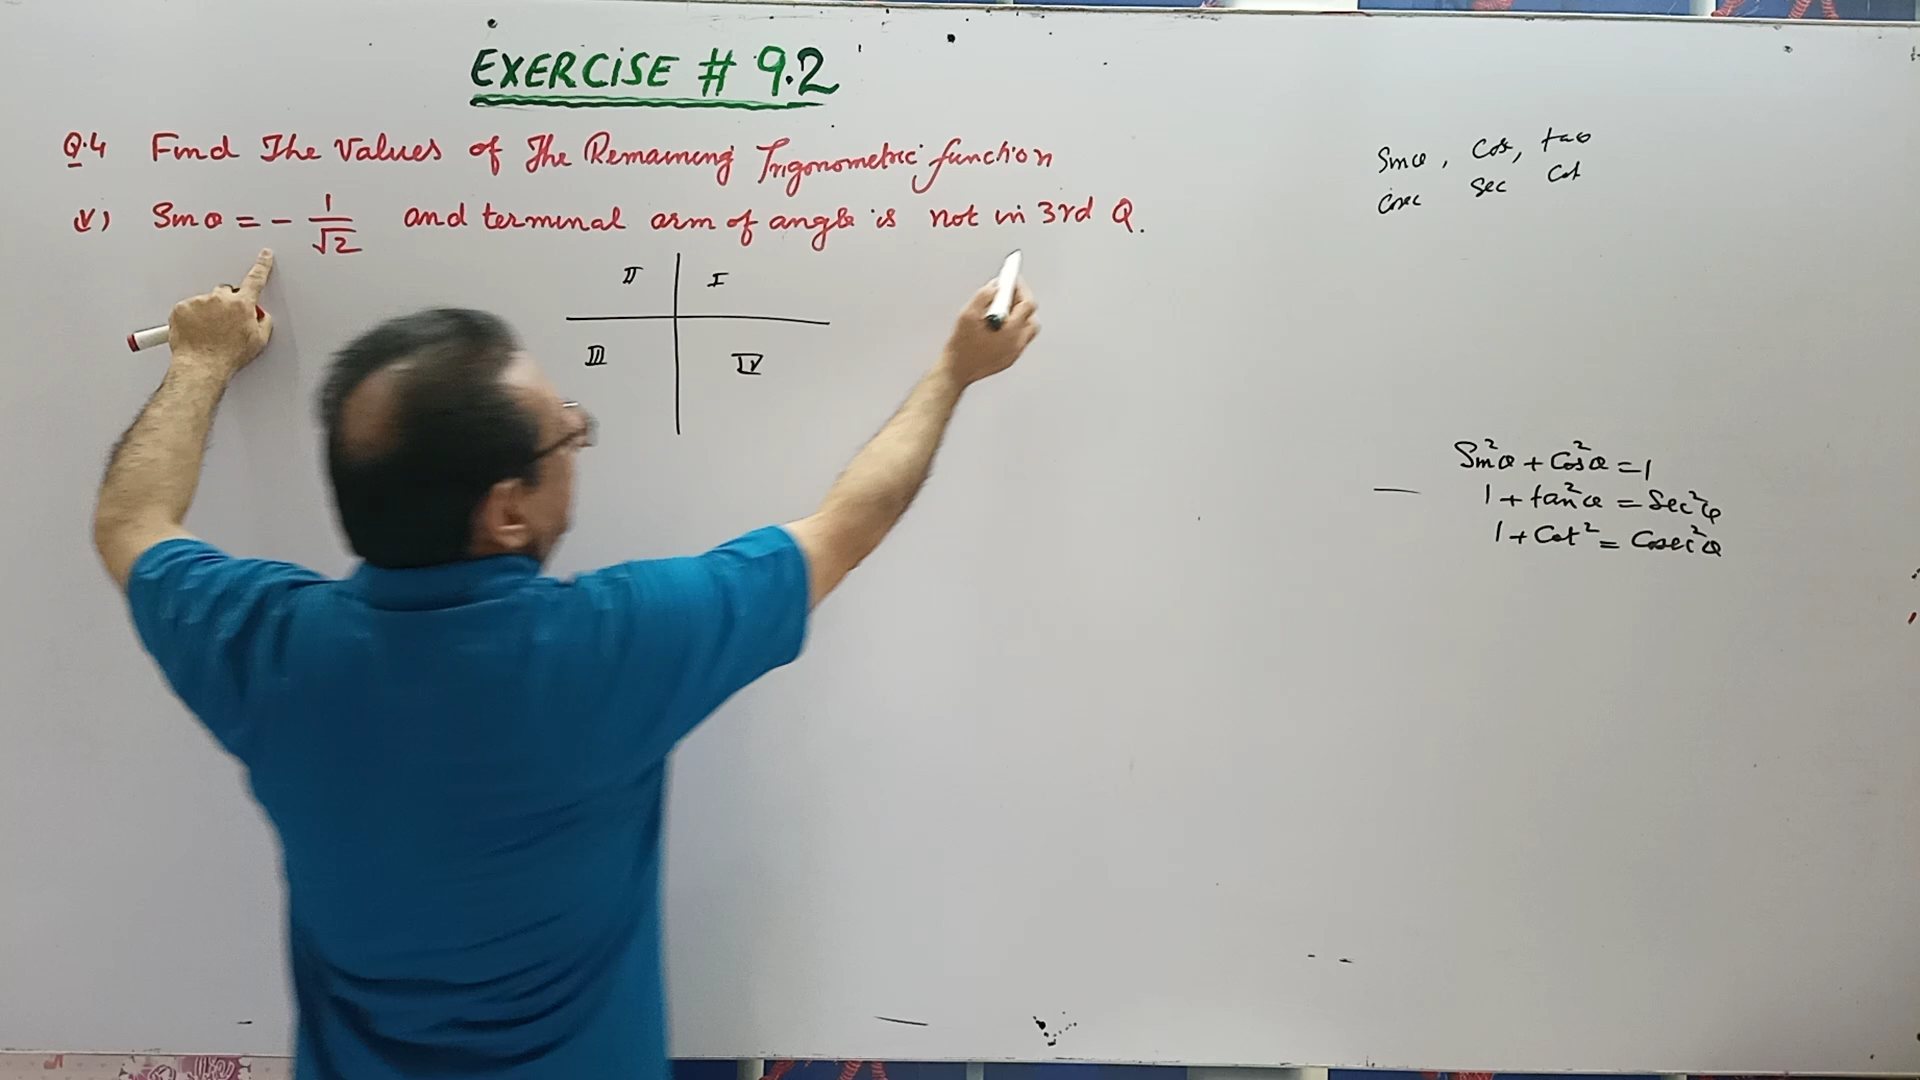 EXERCISE # 9.2
Q.4 Find The Values of The Remaining Trigonometric function
v) Sin θ = - 1/√2 and terminal arm of angle is not in 3rd Q.
II I
III IV
Sin θ, Cos, tan θ
Cosec Sec Cot
Sin²θ + Cos²θ = 1
1 + tan²θ = Sec²θ
1 + Cot² = Cosec²θ